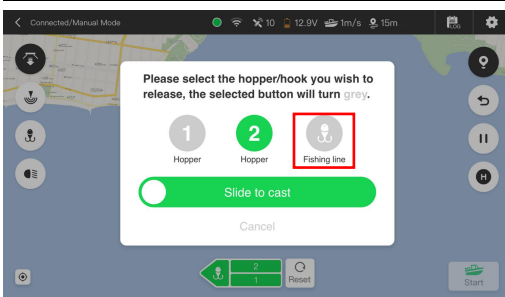 Connected/Manual Mode 10 12.9V 1m/s 15m LOG
Please select the hopper/hook you wish to
release, the selected button will turn grey.
1 2
Hopper Hopper Fishing line
Slide to cast
Cancel
H
2
1
Reset
Start